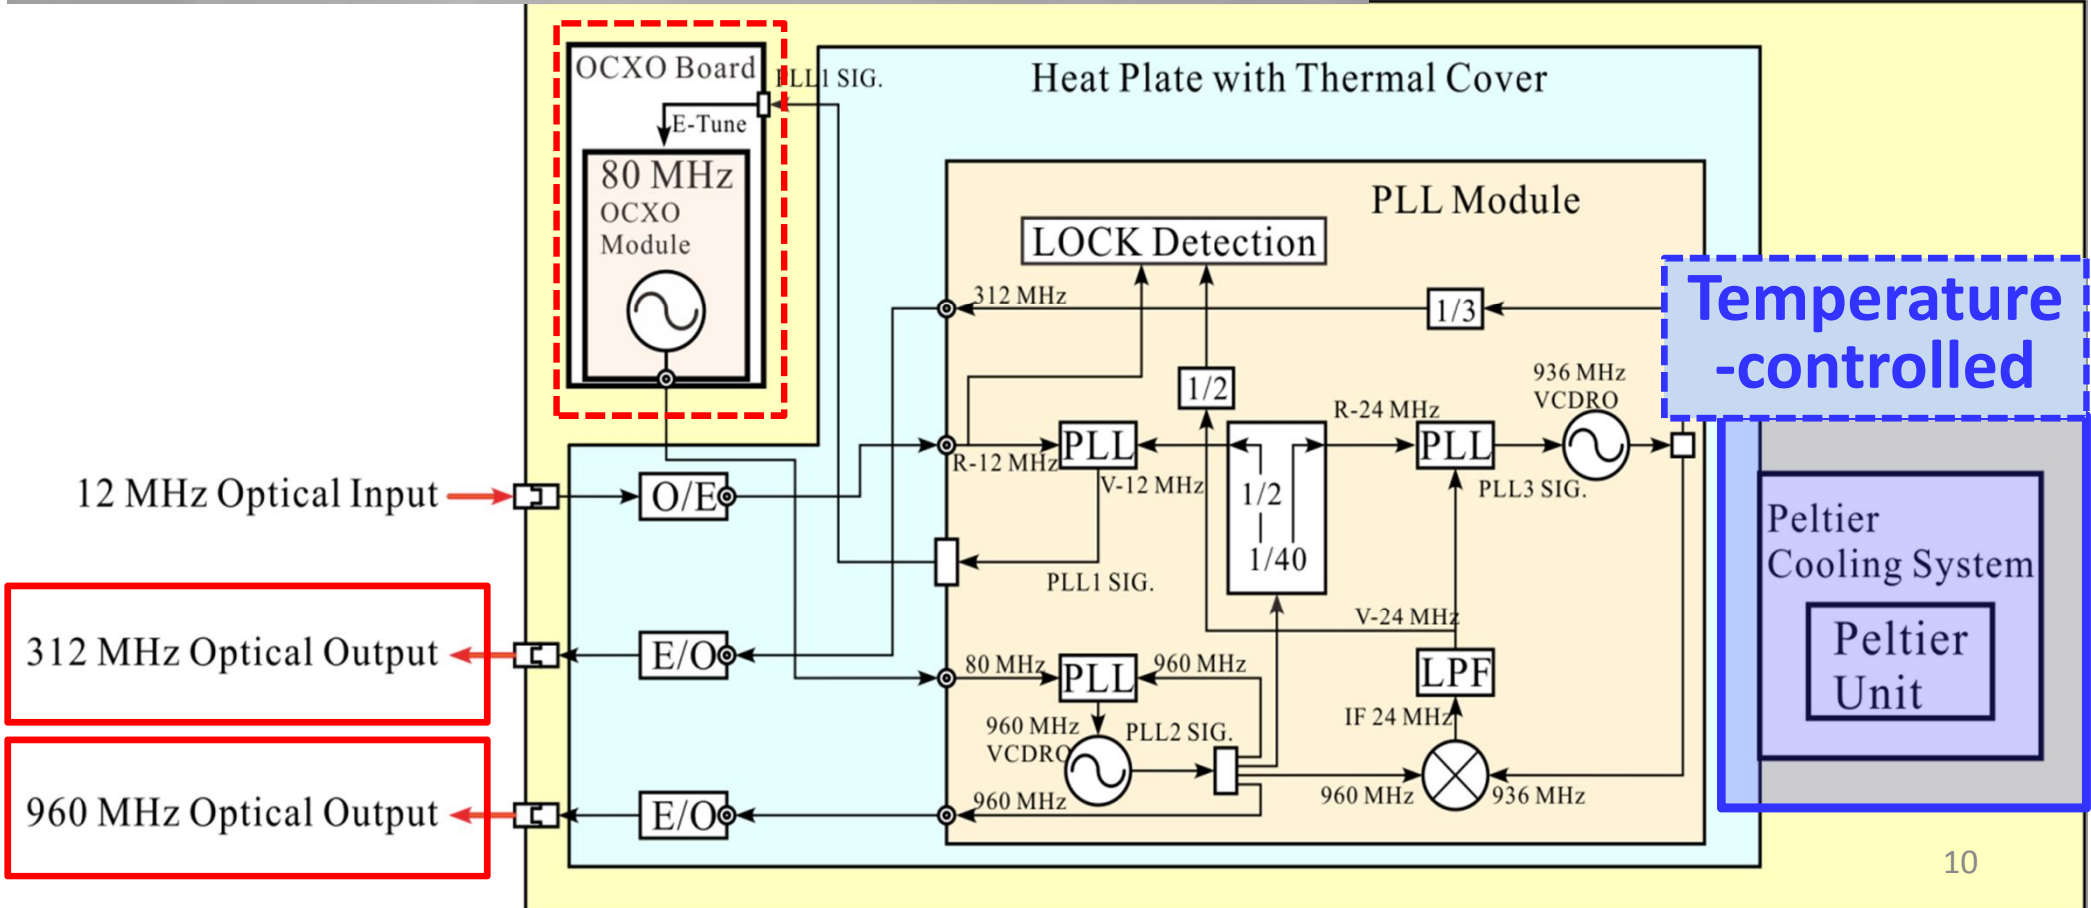 OCXO Board
PLL1 SIG.
E-Tune
80 MHz
OCXO
Module
Heat Plate with Thermal Cover
PLL Module
LOCK Detection
312 MHz
1/3
Temperature
-controlled
1/2
936 MHz
VCDRO
R-24 MHz
PLL
R-12 MHz
V-12 MHz
PLL
PLL3 SIG.
1/2
1/40
12 MHz Optical Input
O/E
PLL1 SIG.
Peltier
Cooling System
Peltier
Unit
V-24 MHz
312 MHz Optical Output
E/O
80 MHz
PLL
960 MHz
LPF
IF 24 MHz
960 MHz
VCDRO
PLL2 SIG.
960 MHz
936 MHz
960 MHz Optical Output
E/O
960 MHz
10